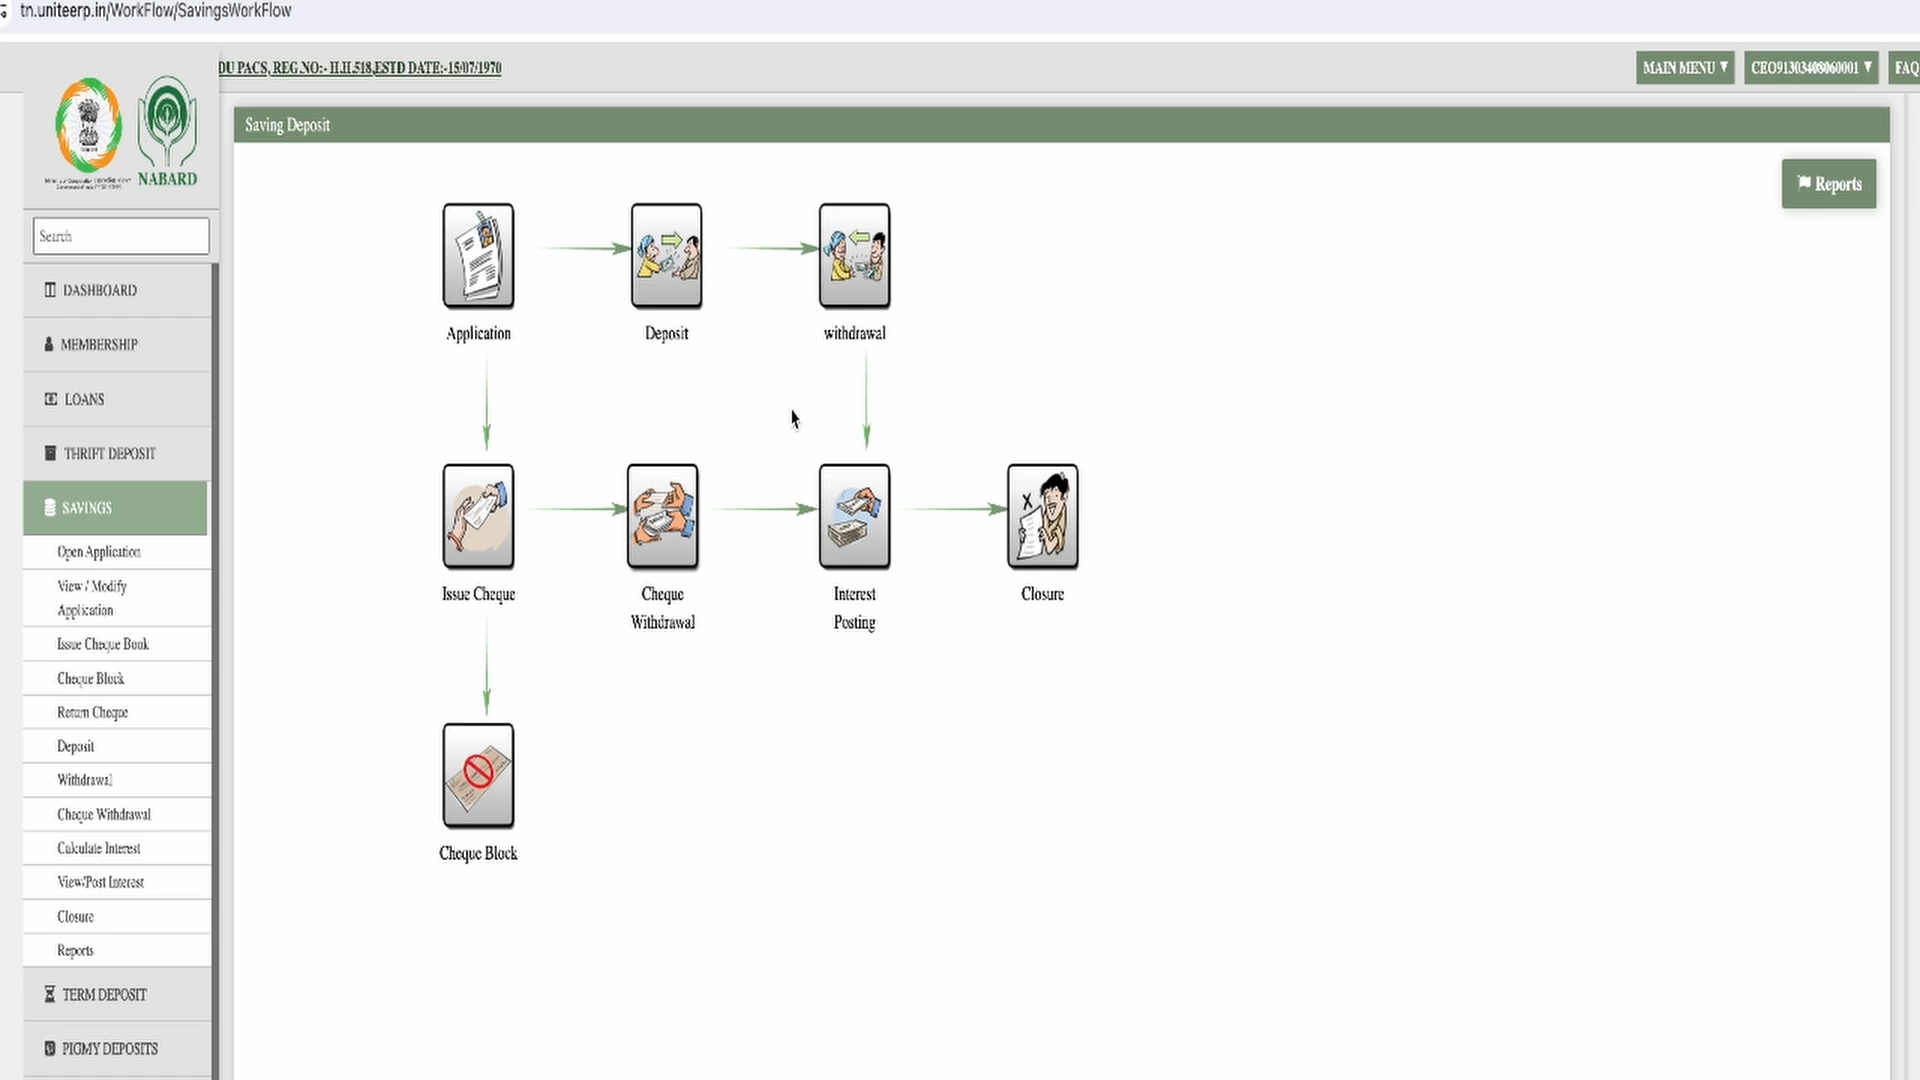 tn.uniteerp.in/WorkFlow/SavingsWorkFlow
DU PACS, REG.NO:- H.H.518,ESTD DATE:-15/07/1970
MAIN MENU ▼
CEO91303408060001 ▼
FAQ
NABARD
Saving Deposit
Reports
Search
Application
Deposit
withdrawal
DASHBOARD
MEMBERSHIP
LOANS
THRIFT DEPOSIT
SAVINGS
Open Application
View / Modify
Application
Issue Cheque Book
Cheque Block
Return Cheque
Deposit
Withdrawal
Cheque Withdrawal
Calculate Interest
View/Post Interest
Closure
Reports
TERM DEPOSIT
PIGMY DEPOSITS
Issue Cheque
Cheque
Withdrawal
Interest
Posting
Closure
Cheque Block